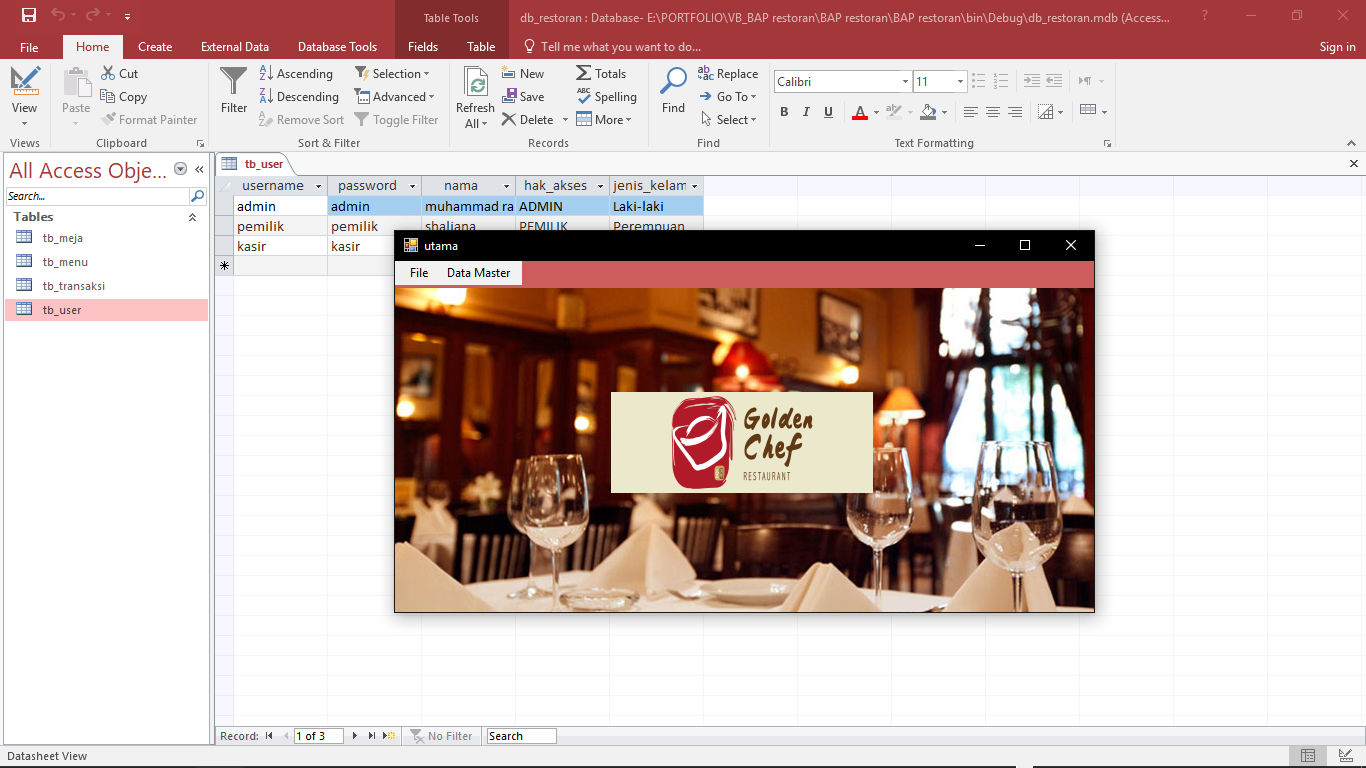 Table Tools
db_restoran : Database- E:\PORTFOLIO\VB_BAP restoran\BAP restoran\BAP restoran\bin\Debug\db_restoran.mdb (Access...
?
File Home Create External Data Database Tools Fields Table Tell me what you want to do... Sign in
View
Paste
Cut
Copy
Format Painter
Filter
Ascending
Descending
Remove Sort
Selection
Advanced
Toggle Filter
Refresh
All
New
Save
Delete
Totals
Spelling
More
Find
Replace
Go To
Select
Calibri 11
B I U
Views Clipboard Sort & Filter Records Find Text Formatting
All Access Obje...
Search...
Tables
tb_meja
tb_menu
tb_transaksi
tb_user
tb_user
username password nama hak_akses jenis_kelam
admin admin muhammad ra ADMIN Laki-laki
pemilik pemilik shaliana PEMILIK Perempuan
kasir kasir
utama
File Data Master
Golden
Chef
RESTAURANT
Record: 1 of 3 No Filter Search
Datasheet View